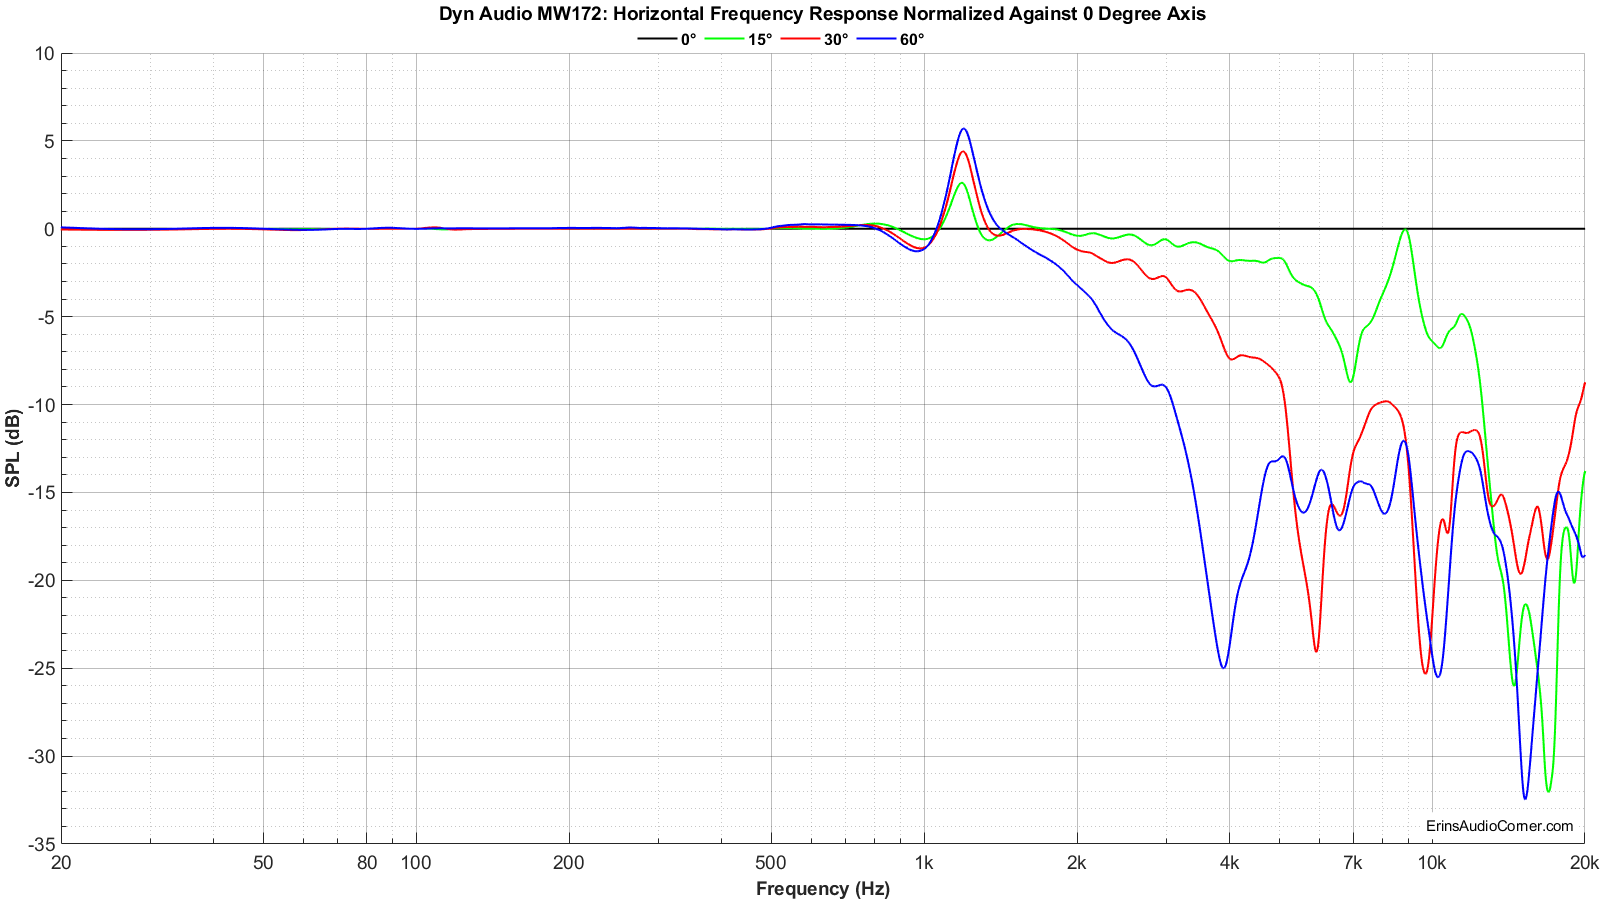 Dyn Audio MW172: Horizontal Frequency Response Normalized Against 0 Degree Axis
0° 15° 30° 60°
10
5
0
-5
-10
-15
-20
-25
-30
-35
SPL (dB)
ErinsAudioCorner.com
20 50 80 100 200 500 1k 2k 4k 7k 10k 20k
Frequency (Hz)